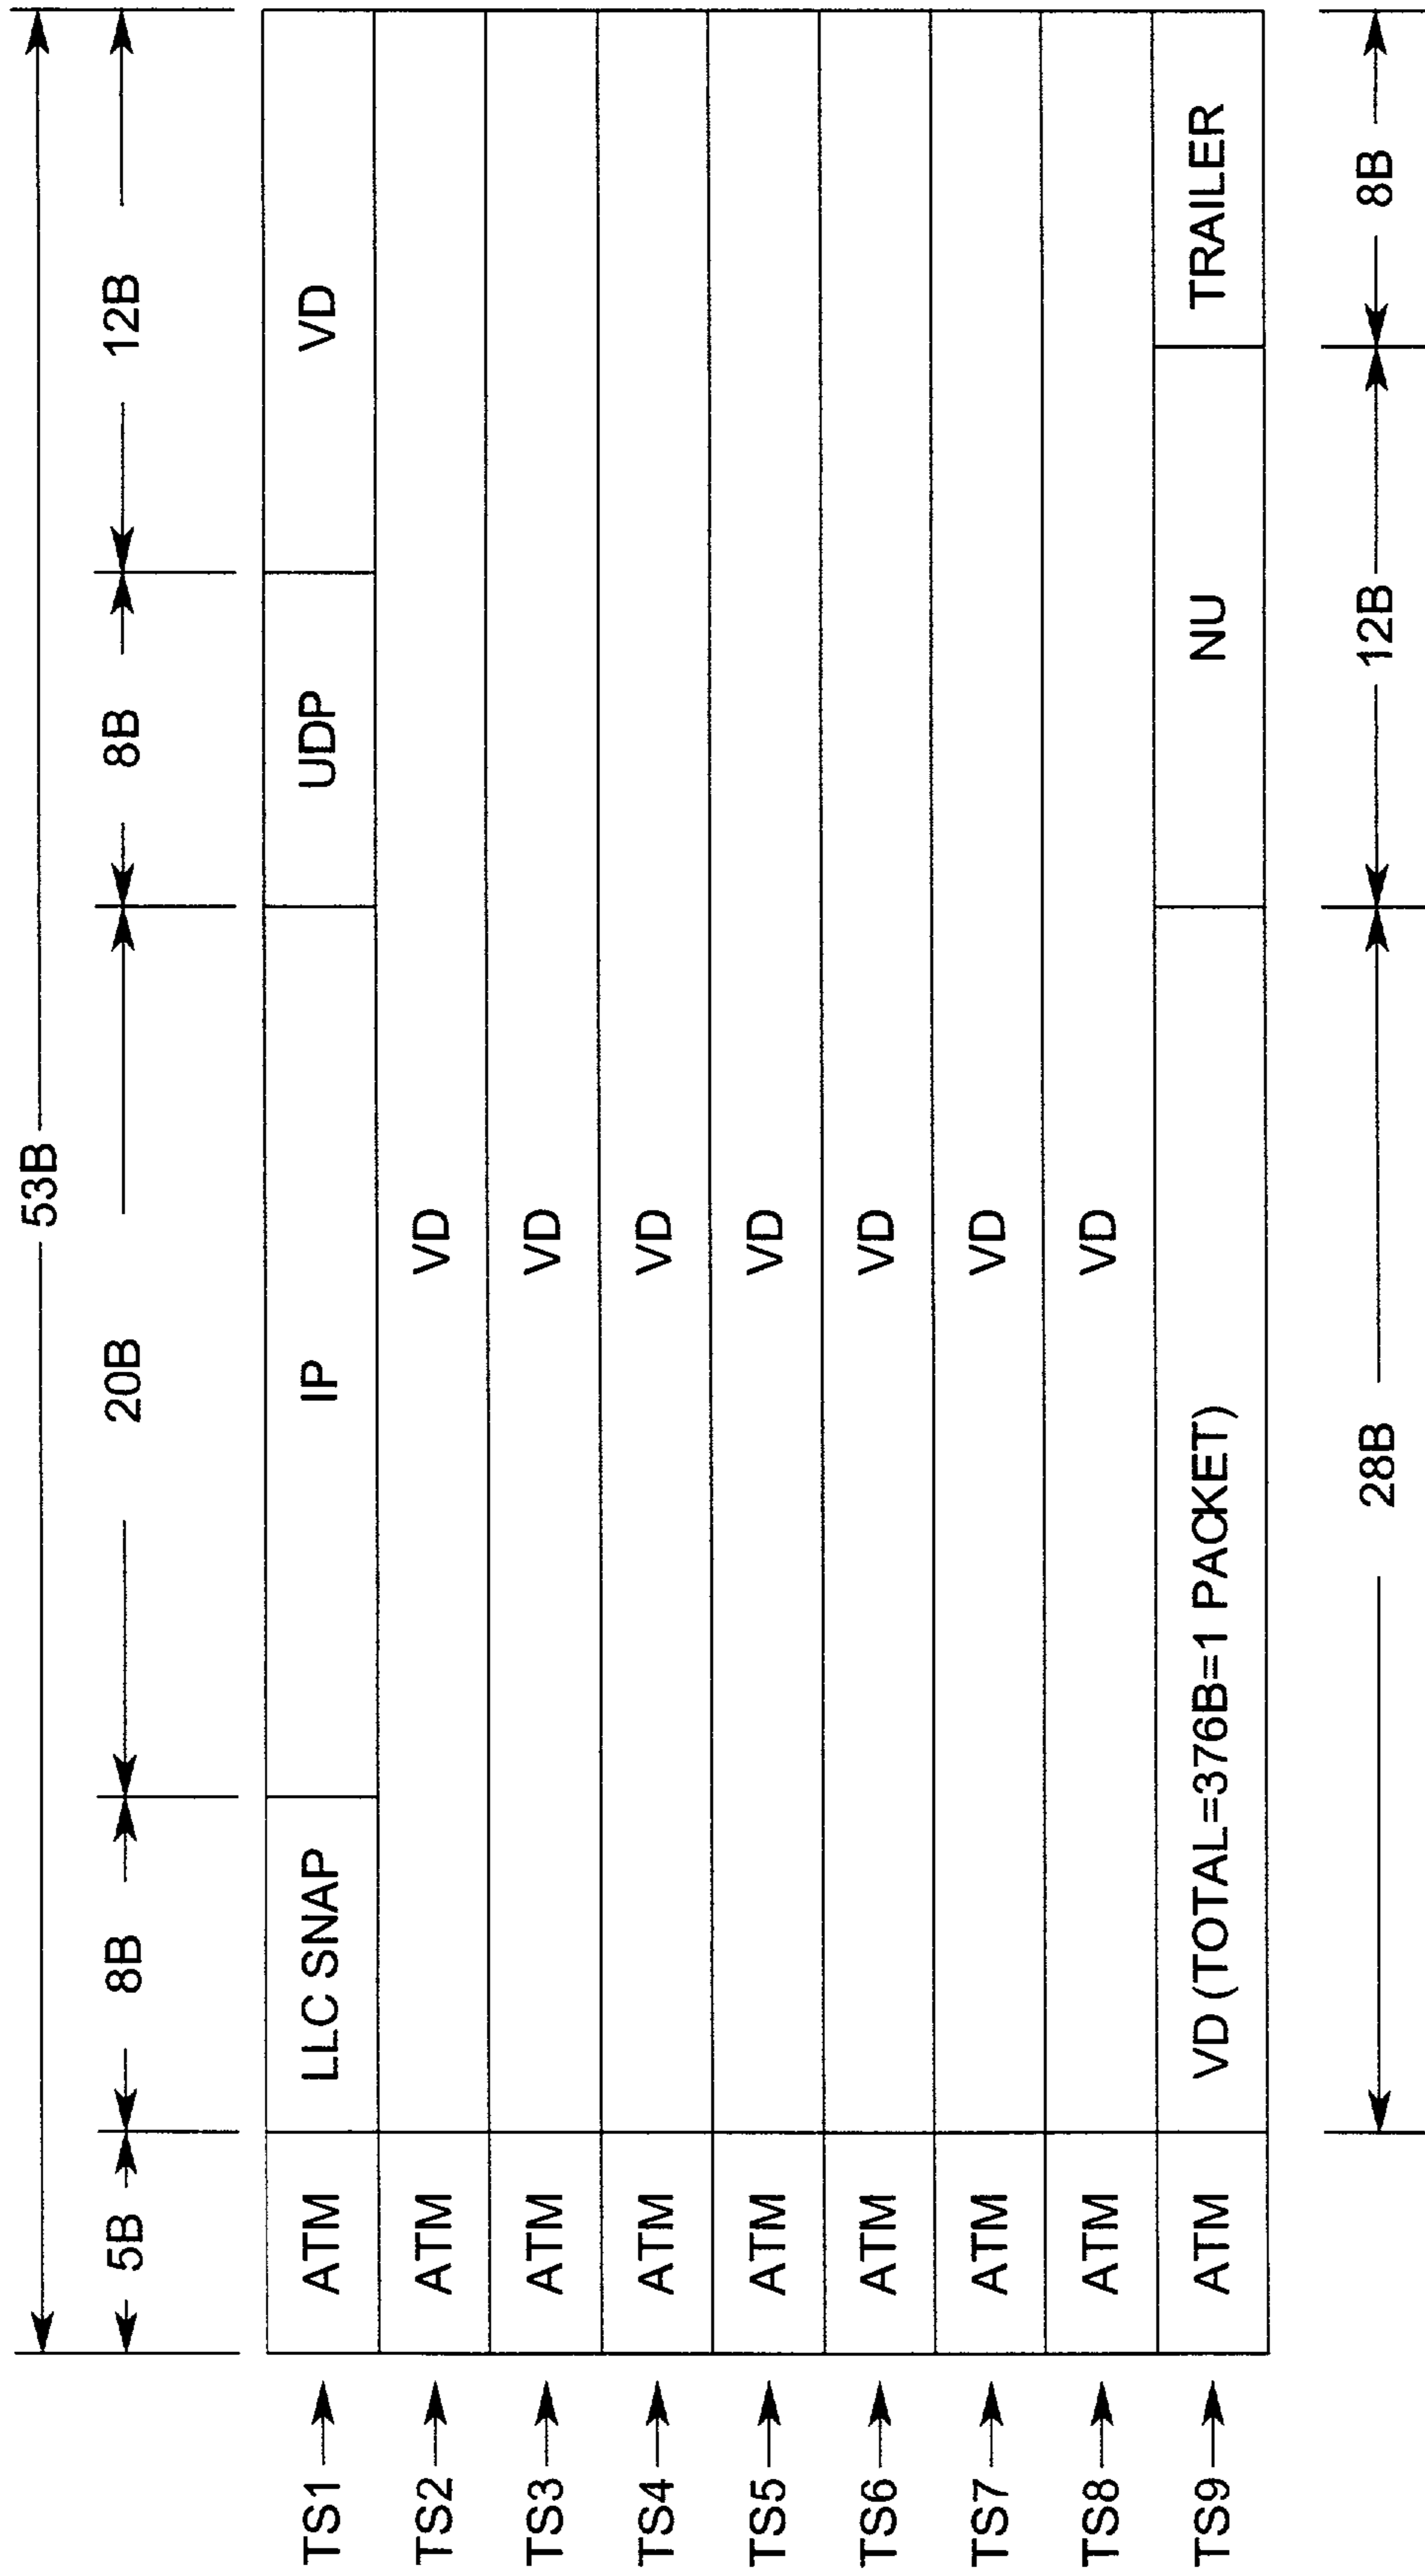 53B
5B 8B 20B 8B 12B
TS1 ATM LLC SNAP IP UDP VD
TS2 ATM VD
TS3 ATM VD
TS4 ATM VD
TS5 ATM VD
TS6 ATM VD
TS7 ATM VD
TS8 ATM VD
TS9 ATM VD (TOTAL=376B=1 PACKET) NU TRAILER
28B 12B 8B